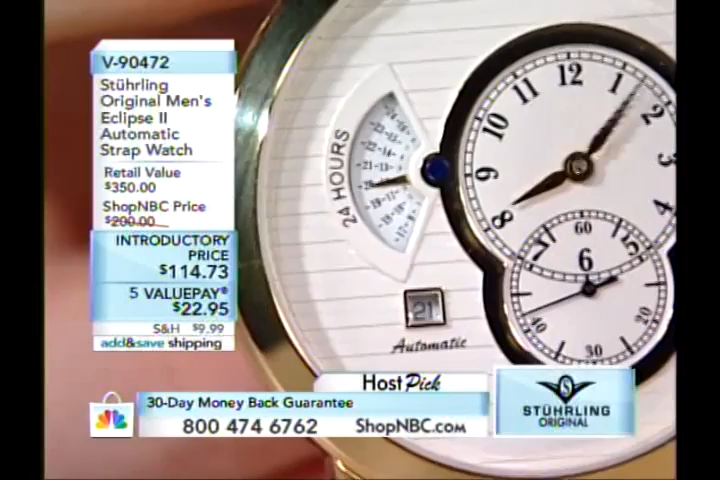 V-90472
Stührling
Original Men's
Eclipse II
Automatic
Strap Watch
Retail Value
$350.00
ShopNBC Price
$200.00
INTRODUCTORY
PRICE
$114.73
5 VALUEPAY®
$22.95
S&H $9.99
add&save shipping
24 HOURS
11 12 1
10 2
9 3
8 4
60
6
15
40 20
30
21
Automatic
Host Pick
30-Day Money Back Guarantee
800 474 6762 ShopNBC.com
S
STÜHRLING
ORIGINAL